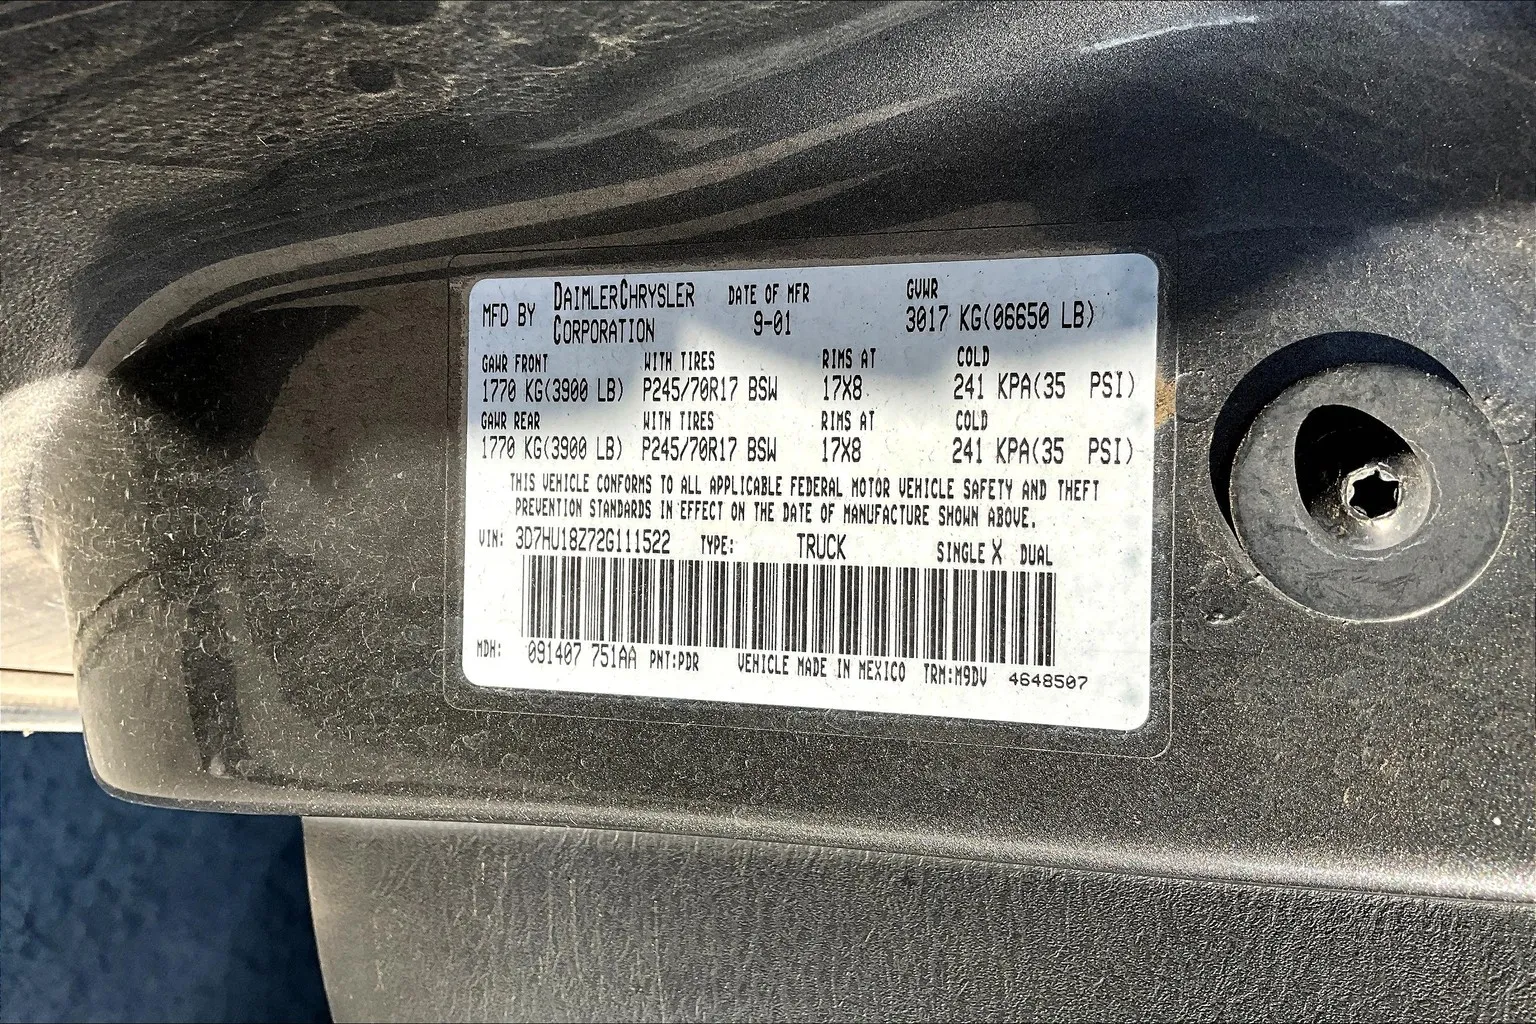 MFD BY DAIMLERCHRYSLER CORPORATION DATE OF MFR 9-01 GVWR 3017 KG(06650 LB)
GAWR FRONT WITH TIRES RIMS AT COLD
1770 KG(3900 LB) P245/70R17 BSW 17X8 241 KPA(35 PSI)
GAWR REAR WITH TIRES RIMS AT COLD
1770 KG(3900 LB) P245/70R17 BSW 17X8 241 KPA(35 PSI)
THIS VEHICLE CONFORMS TO ALL APPLICABLE FEDERAL MOTOR VEHICLE SAFETY AND THEFT
PREVENTION STANDARDS IN EFFECT ON THE DATE OF MANUFACTURE SHOWN ABOVE.
VIN: 3D7HU18Z72G111522 TYPE: TRUCK SINGLE X DUAL
MDH: 091407 751AA PNT:PDR VEHICLE MADE IN MEXICO TRM:M9DV 4648507